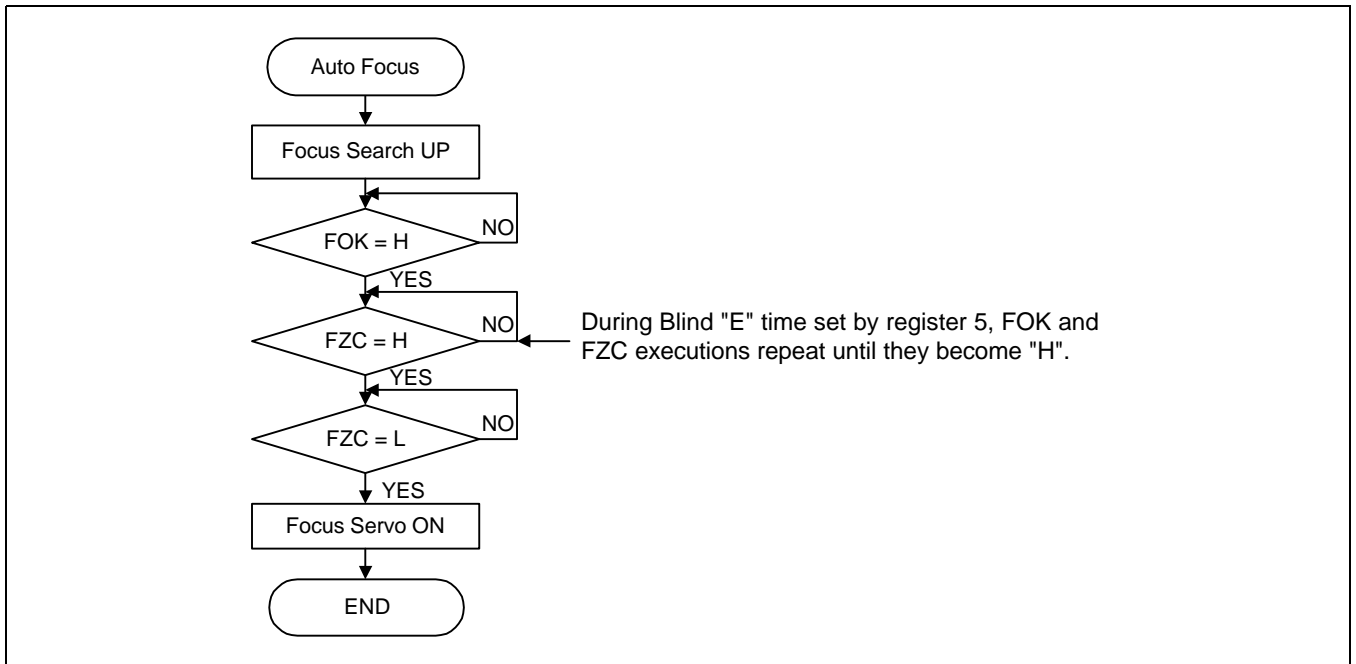 Auto Focus
Focus Search UP
NO
FOK = H
YES
NO
FZC = H
During Blind "E" time set by register 5, FOK and
FZC executions repeat until they become "H".
YES
NO
FZC = L
YES
Focus Servo ON
END